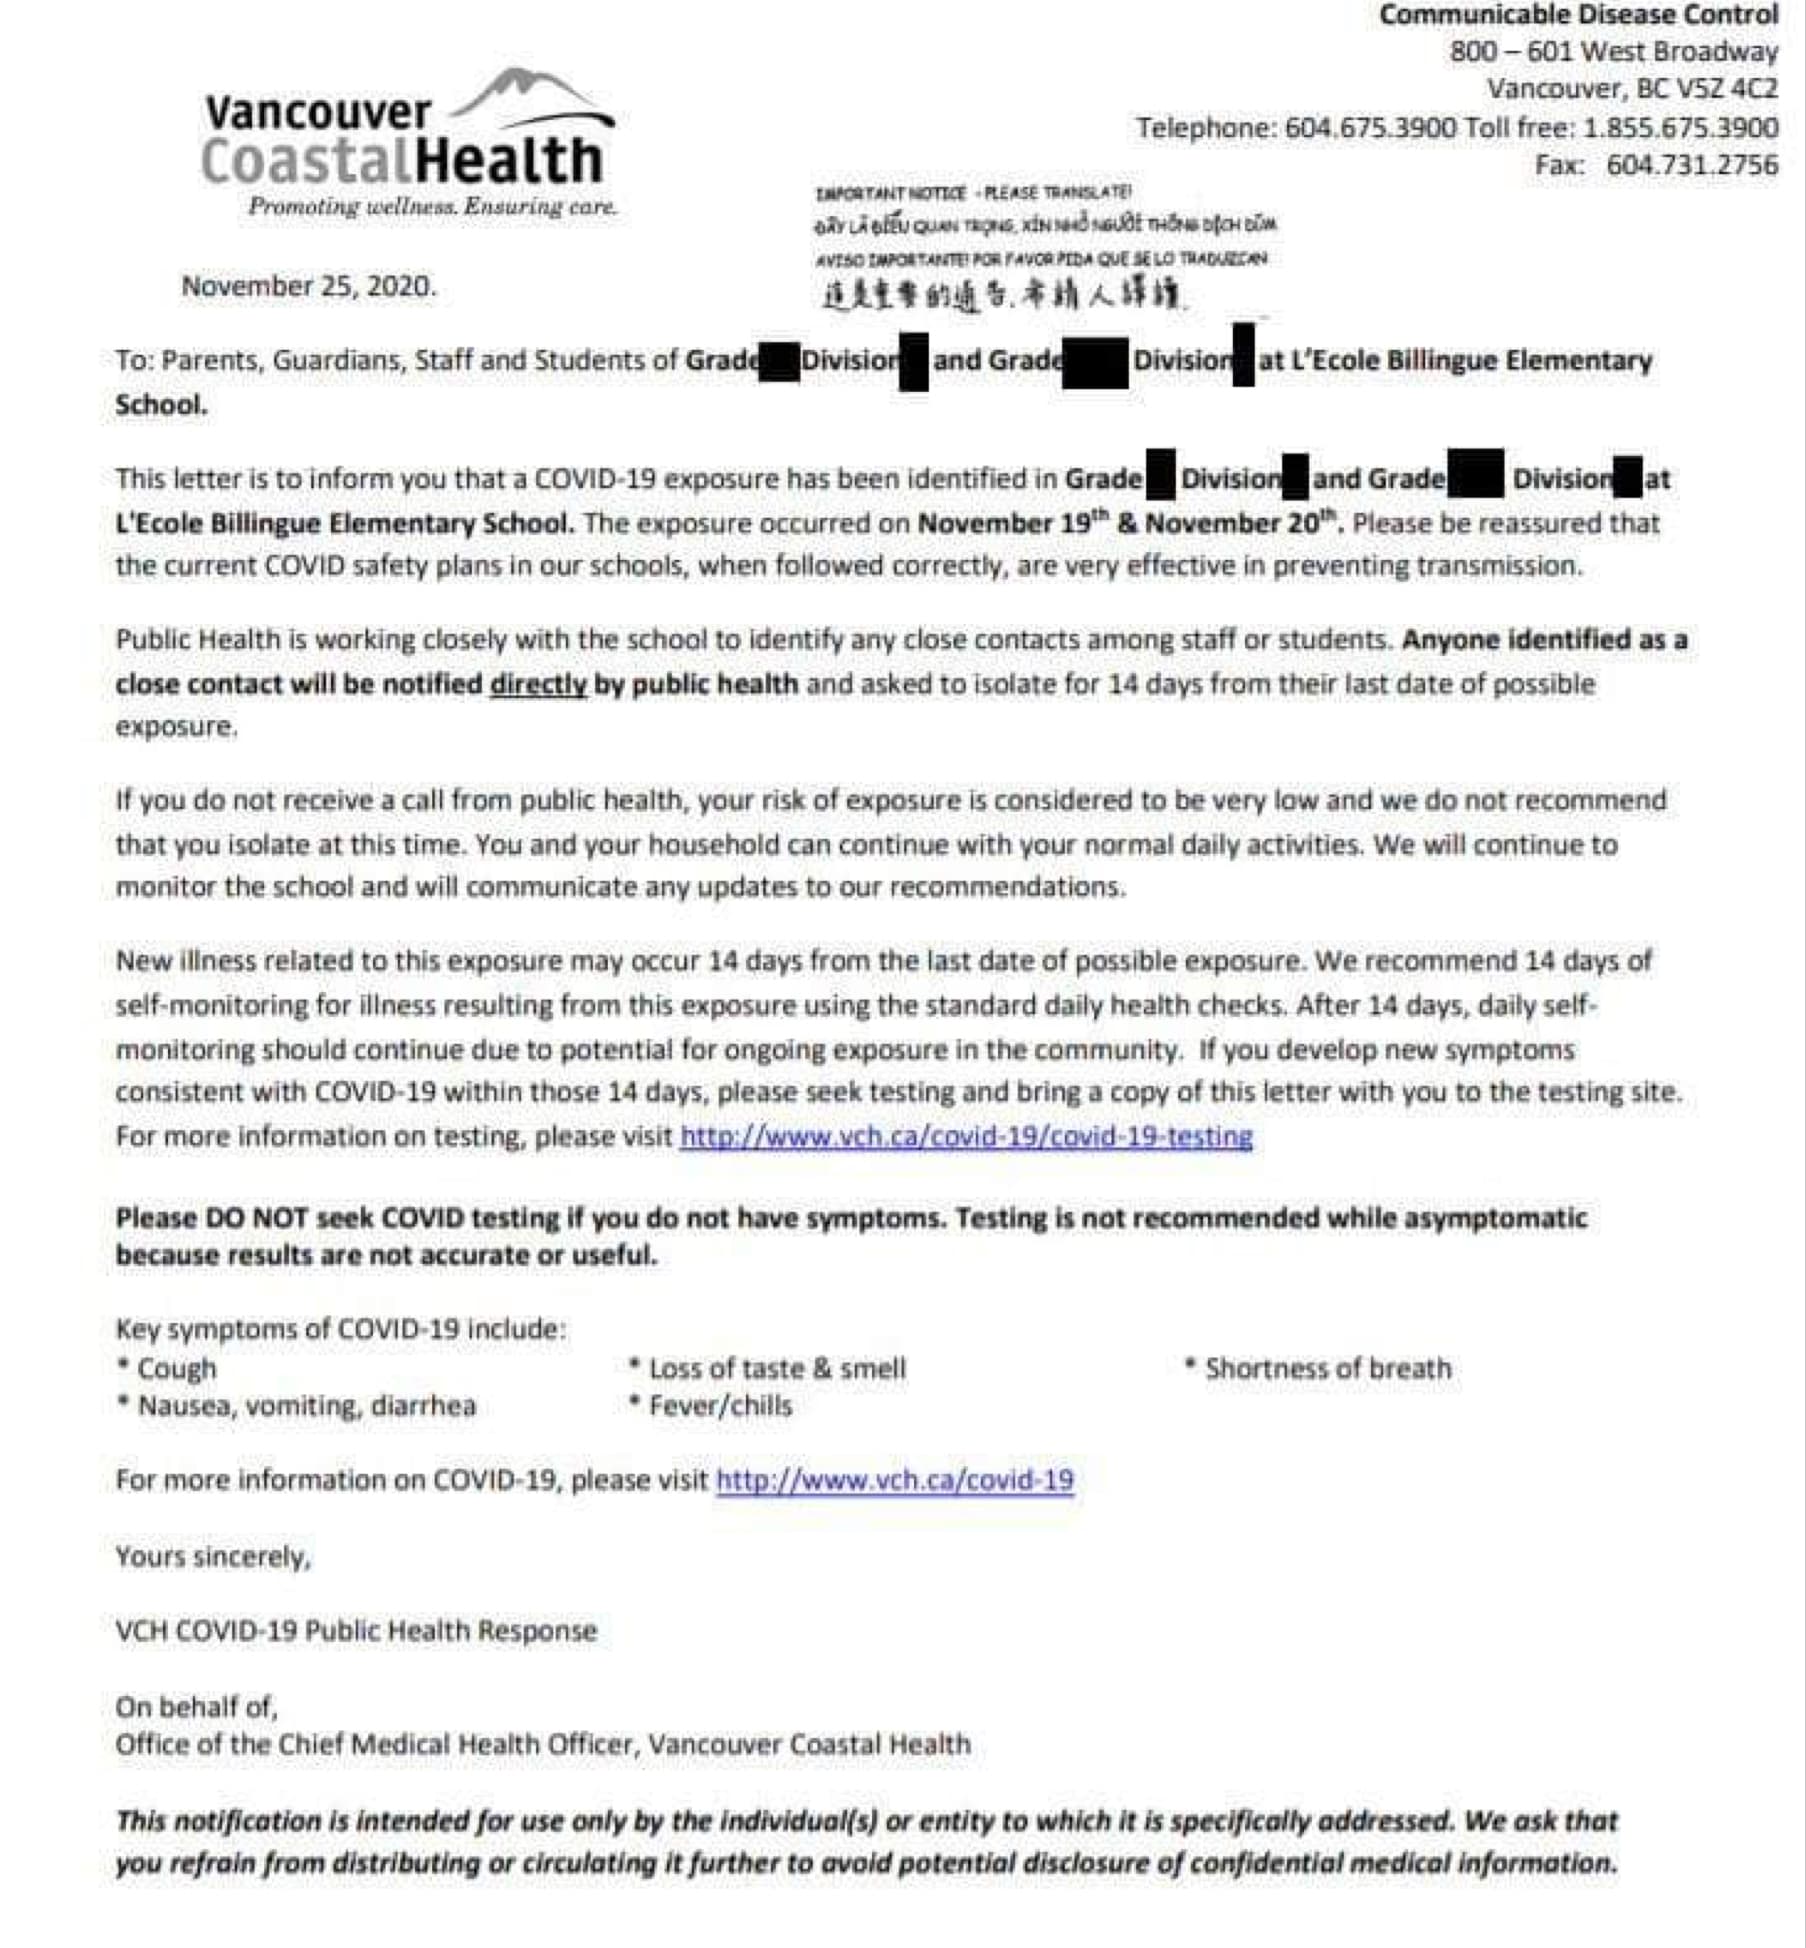 Communicable Disease Control
800 – 601 West Broadway
Vancouver, BC V5Z 4C2
Telephone: 604.675.3900 Toll free: 1.855.675.3900
Fax: 604.731.2756
Vancouver
CoastalHealth
Promoting wellness. Ensuring care.
IMPORTANT NOTICE - PLEASE TRANSLATE!
ĐÂY LÀ ĐIỀU QUAN TRỌNG, XIN NHỜ NGƯỜI THÔNG DỊCH DÙM
AVISO IMPORTANTE! POR FAVOR PIDA QUE SE LO TRADUZCAN
這是重要的通告.希請人譯讀.
November 25, 2020.
To: Parents, Guardians, Staff and Students of Grade Division and Grade Division at L'Ecole Billingue Elementary
School.
This letter is to inform you that a COVID-19 exposure has been identified in Grade Division and Grade Division at
L'Ecole Billingue Elementary School. The exposure occurred on November 19th & November 20th. Please be reassured that
the current COVID safety plans in our schools, when followed correctly, are very effective in preventing transmission.
Public Health is working closely with the school to identify any close contacts among staff or students. Anyone identified as a
close contact will be notified directly by public health and asked to isolate for 14 days from their last date of possible
exposure.
If you do not receive a call from public health, your risk of exposure is considered to be very low and we do not recommend
that you isolate at this time. You and your household can continue with your normal daily activities. We will continue to
monitor the school and will communicate any updates to our recommendations.
New illness related to this exposure may occur 14 days from the last date of possible exposure. We recommend 14 days of
self-monitoring for illness resulting from this exposure using the standard daily health checks. After 14 days, daily self-
monitoring should continue due to potential for ongoing exposure in the community. If you develop new symptoms
consistent with COVID-19 within those 14 days, please seek testing and bring a copy of this letter with you to the testing site.
For more information on testing, please visit http://www.vch.ca/covid-19/covid-19-testing
Please DO NOT seek COVID testing if you do not have symptoms. Testing is not recommended while asymptomatic
because results are not accurate or useful.
Key symptoms of COVID-19 include:
* Cough * Loss of taste & smell * Shortness of breath
* Nausea, vomiting, diarrhea * Fever/chills
For more information on COVID-19, please visit http://www.vch.ca/covid-19
Yours sincerely,
VCH COVID-19 Public Health Response
On behalf of,
Office of the Chief Medical Health Officer, Vancouver Coastal Health
This notification is intended for use only by the individual(s) or entity to which it is specifically addressed. We ask that
you refrain from distributing or circulating it further to avoid potential disclosure of confidential medical information.